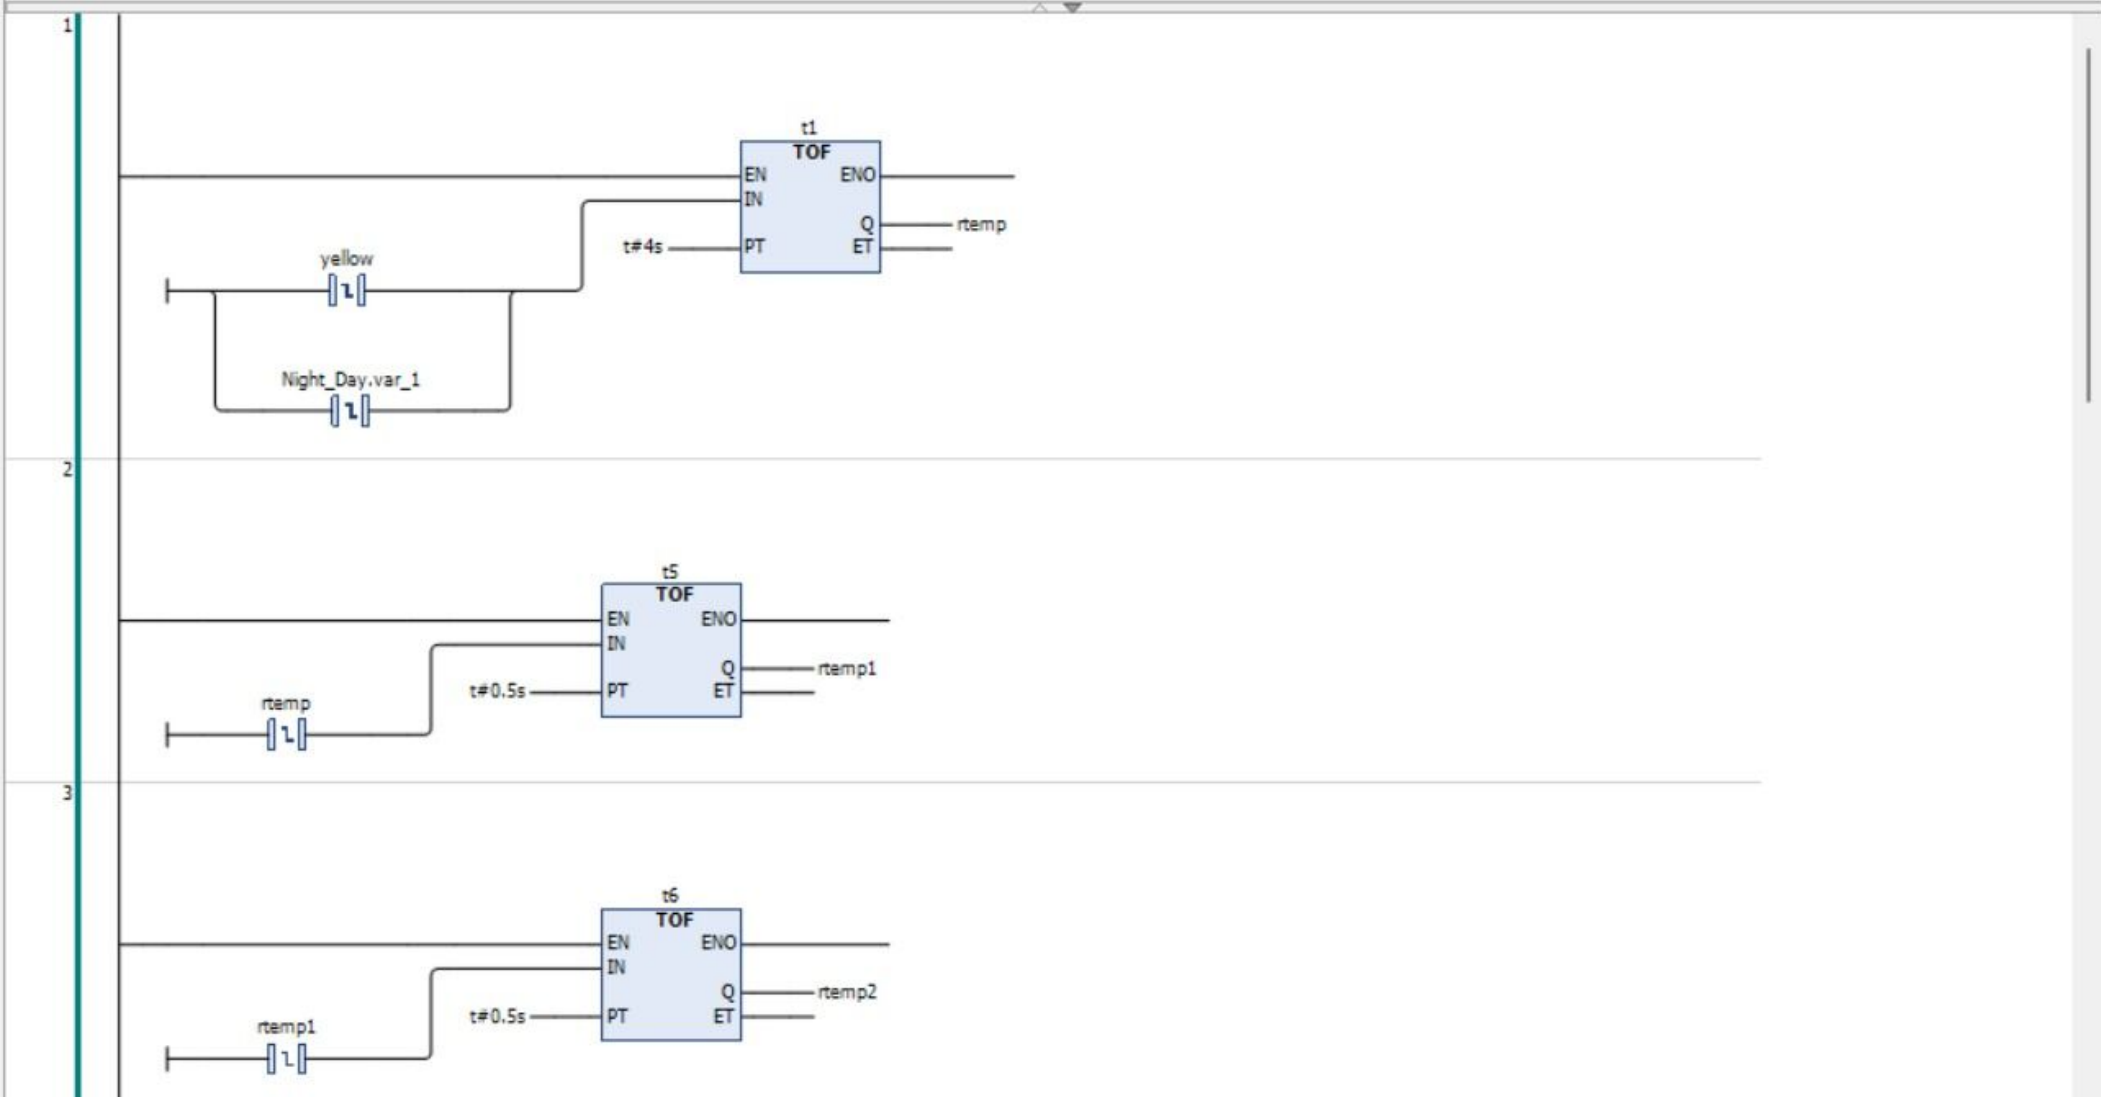 1
t1
TOF
EN ENO
IN
Q rtemp
t#4s PT ET
yellow
Night_Day.var_1
2
t5
TOF
EN ENO
IN
Q rtemp1
t#0.5s PT ET
rtemp
3
t6
TOF
EN ENO
IN
Q rtemp2
t#0.5s PT ET
rtemp1